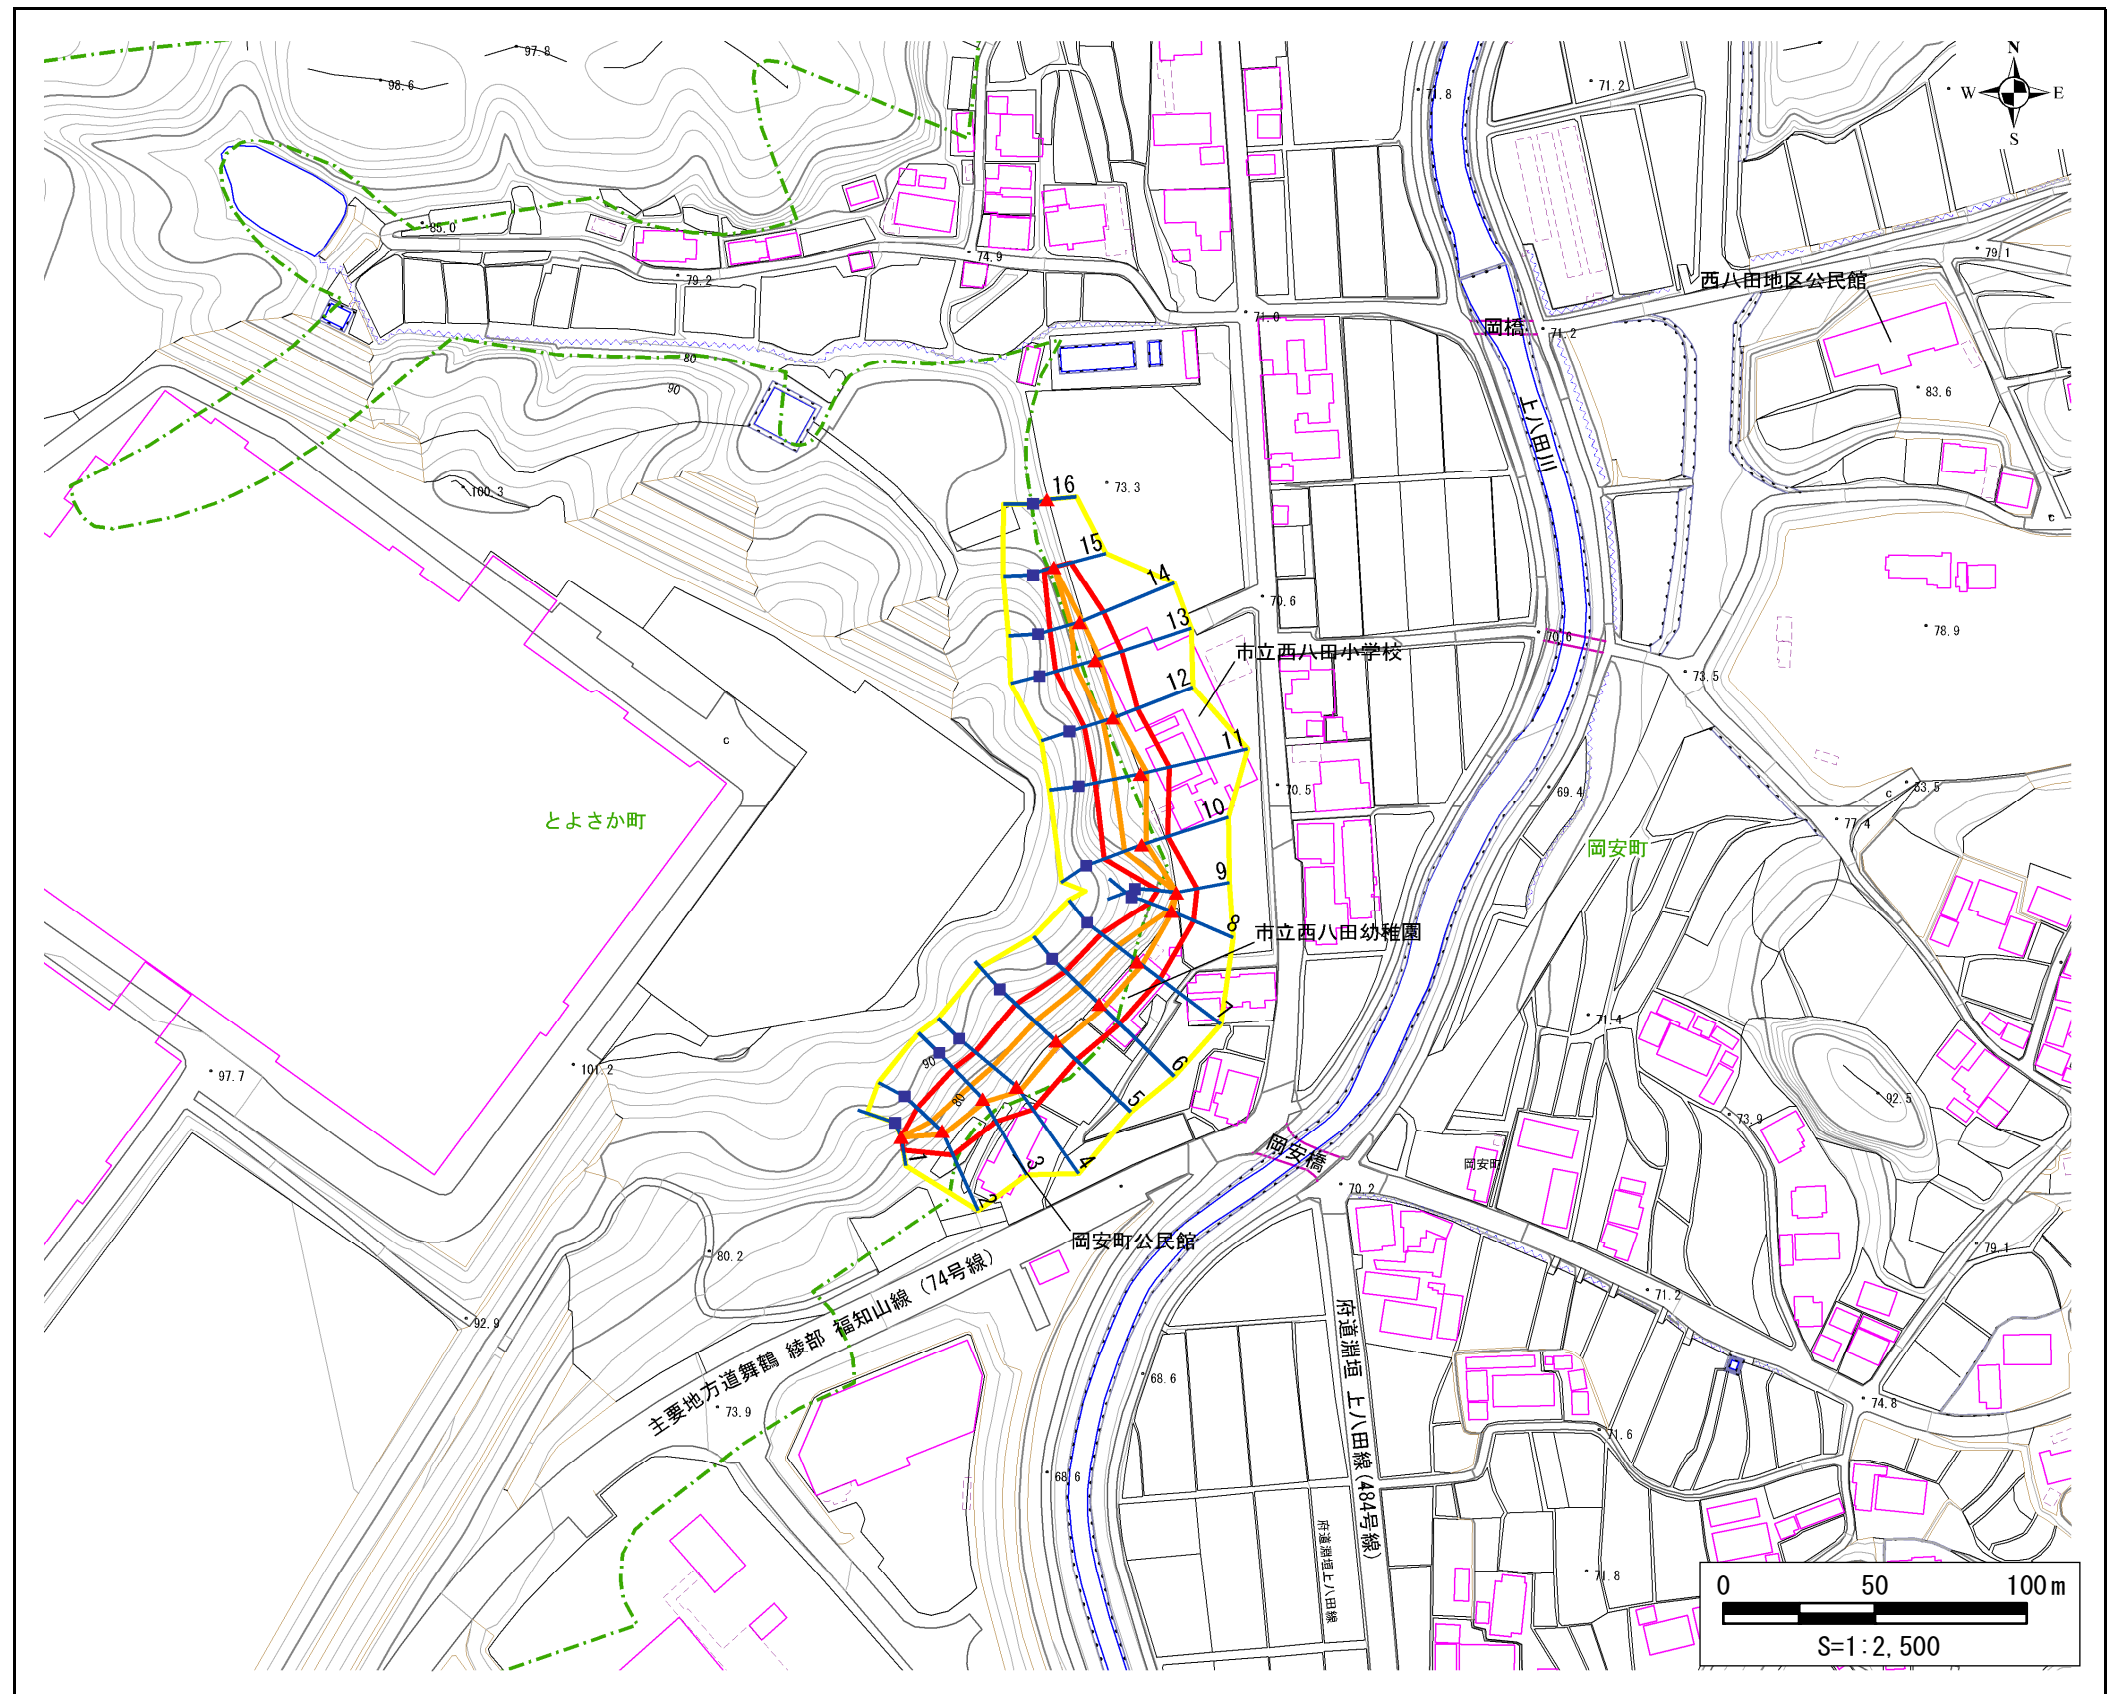 97.8
98.6
71.8
71.2
N
W
E
S
85.0
74.9
79.2
79.1
西八田地区公民館
71.0
岡橋
71.2
80
90
83.6
上八田川
100.3
16
73.3
15
14
70.6
13
70.6
78.9
市立西八田小学校
12
73.5
c
11
70.5
69.4
83.5
c
77.4
とよさか町
10
岡安町
9
8
市立西八田幼稚園
7
71.4
6
90
101.2
97.7
80
5
92.5
73.9
岡安橋
1
3
4
岡安町
70.2
2
岡安町公民館
80.2
79.1
71.2
92.9
主要地方道舞鶴 綾部 福知山線(74号線)
府道淵垣 上八田線(484号線)
68.6
73.9
74.8
71.6
68.6
府道淵垣上八田線
71.8
0 50 100m
S=1:2,500
c